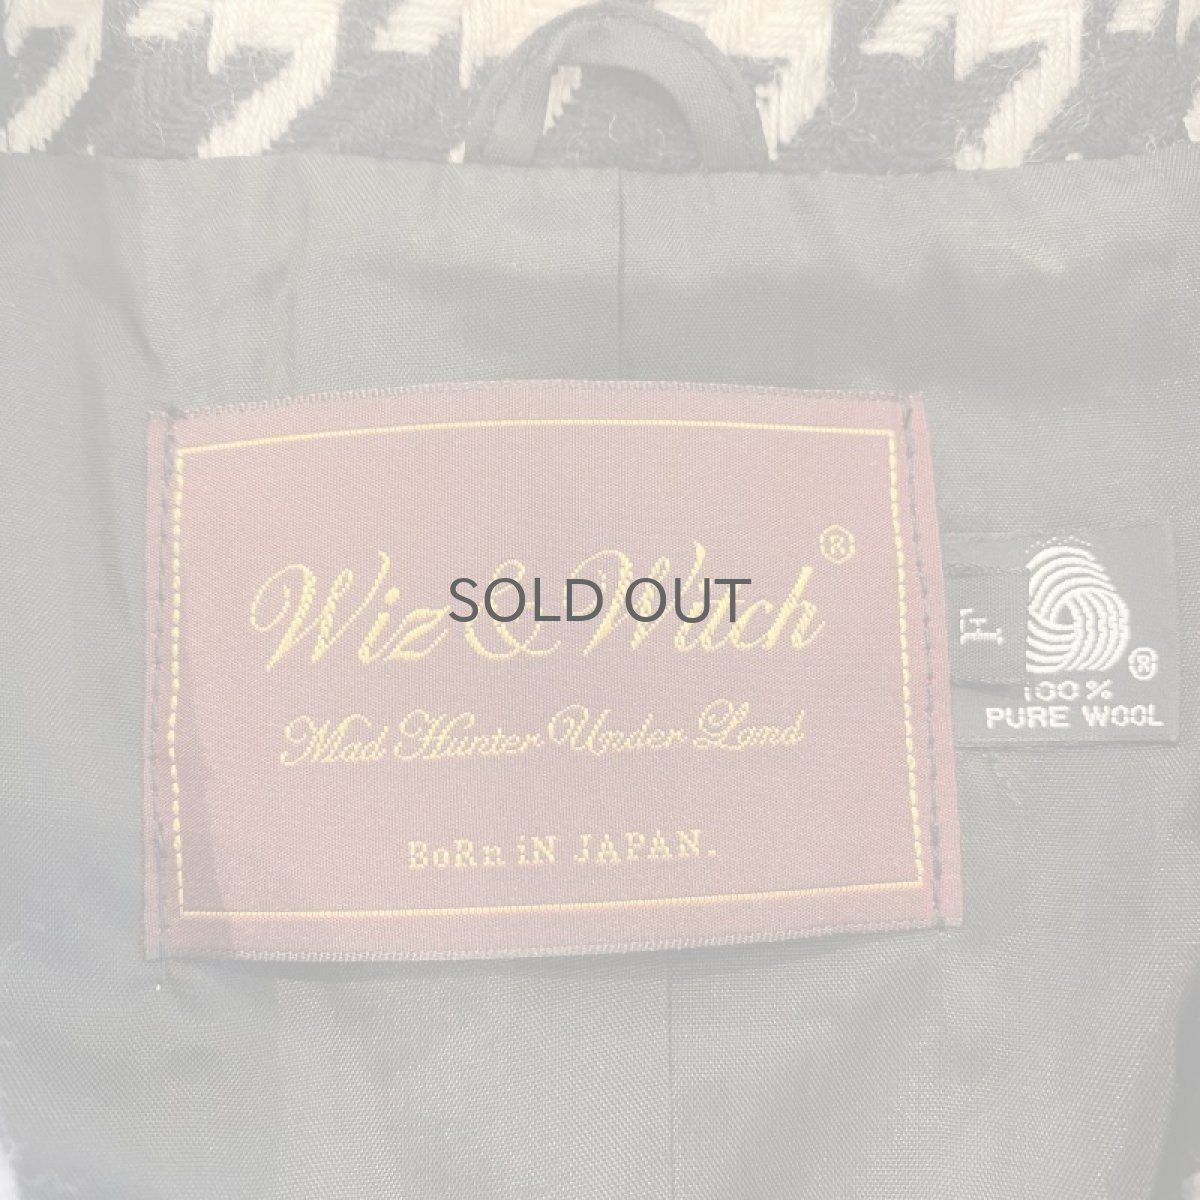 Wiz & Witch ®
SOLD OUT
Mad Hunter Under Land
BoRn iN JAPAN.
F
®
100%
PURE WOOL